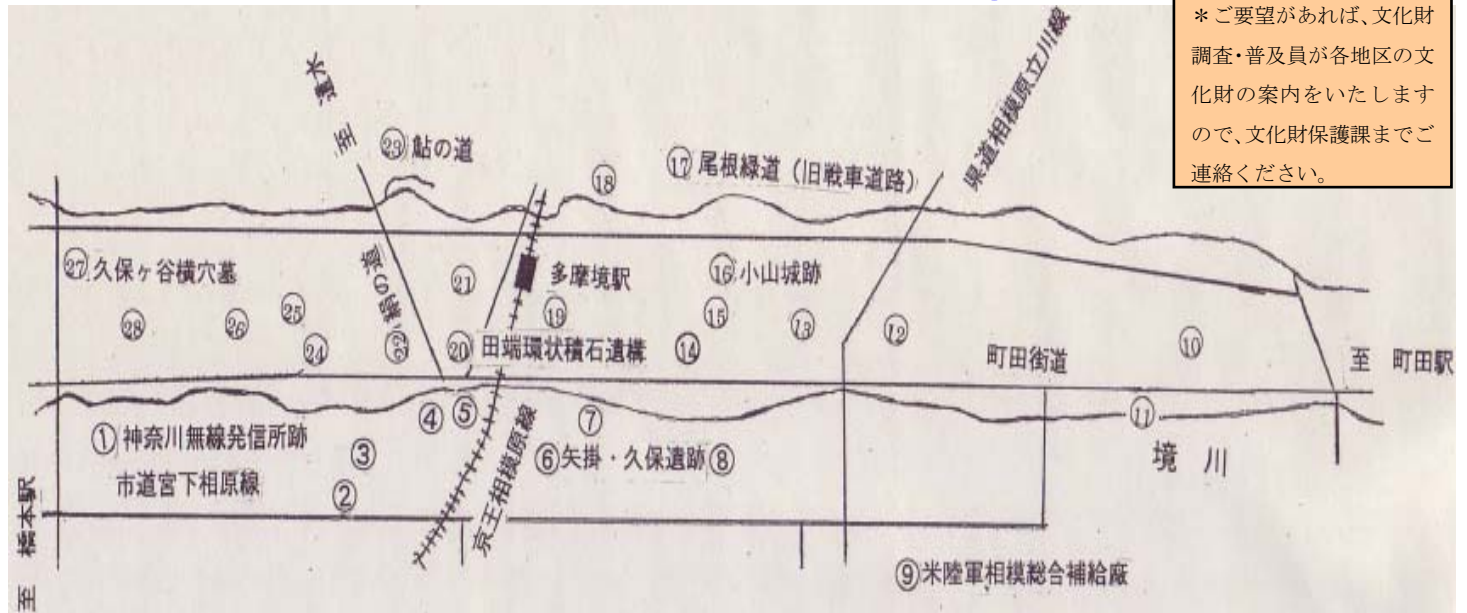 ＊ご要望があれば、文化財
調査・普及員が各地区の文
化財の案内をいたします
ので、文化財保護課までご
連絡ください。
至 遣水
㉓鮎の道
⑱
⑰尾根緑道（旧戦車道路）
県道相模原立川線
㉗久保ヶ谷横穴墓
絹の道
㉑
多摩境駅
⑯小山城跡
㉘
㉖
㉕
㉔
㉒
⑳田端環状積石遺構
⑲
⑭
⑮
⑬
⑫
町田街道
⑩
至 町田駅
①神奈川無線発信所跡
市道宮下相原線
③
②
④
⑤
京王相模原線
⑦
⑥矢掛・久保遺跡⑧
⑪
境川
至 橋本駅
⑨米陸軍相模総合補給廠